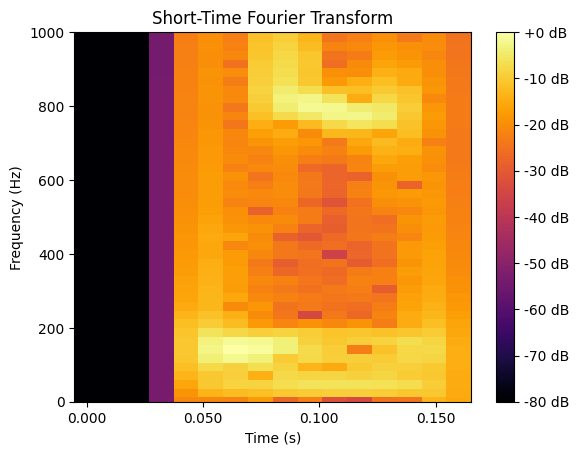 Short-Time Fourier Transform
1000
800
600
400
200
0
Frequency (Hz)
0.000
0.050
0.100
0.150
Time (s)
+0 dB
-10 dB
-20 dB
-30 dB
-40 dB
-50 dB
-60 dB
-70 dB
-80 dB